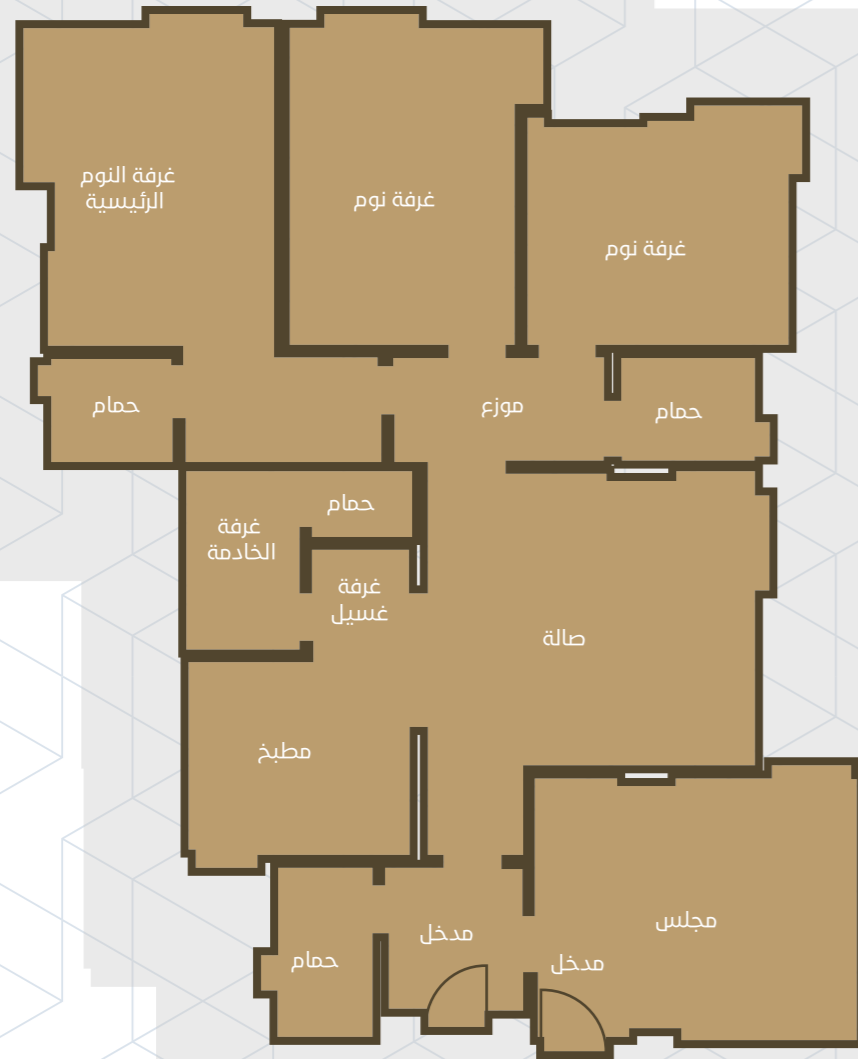 غرفة نوم
غرفة النوم
الرئيسية
غرفة نوم
حمام
موزع
حمام
حمام
غرفة
الخادمة
غرفة
غسيل
صالة
مطبخ
مجلس
مدخل
مدخل
حمام